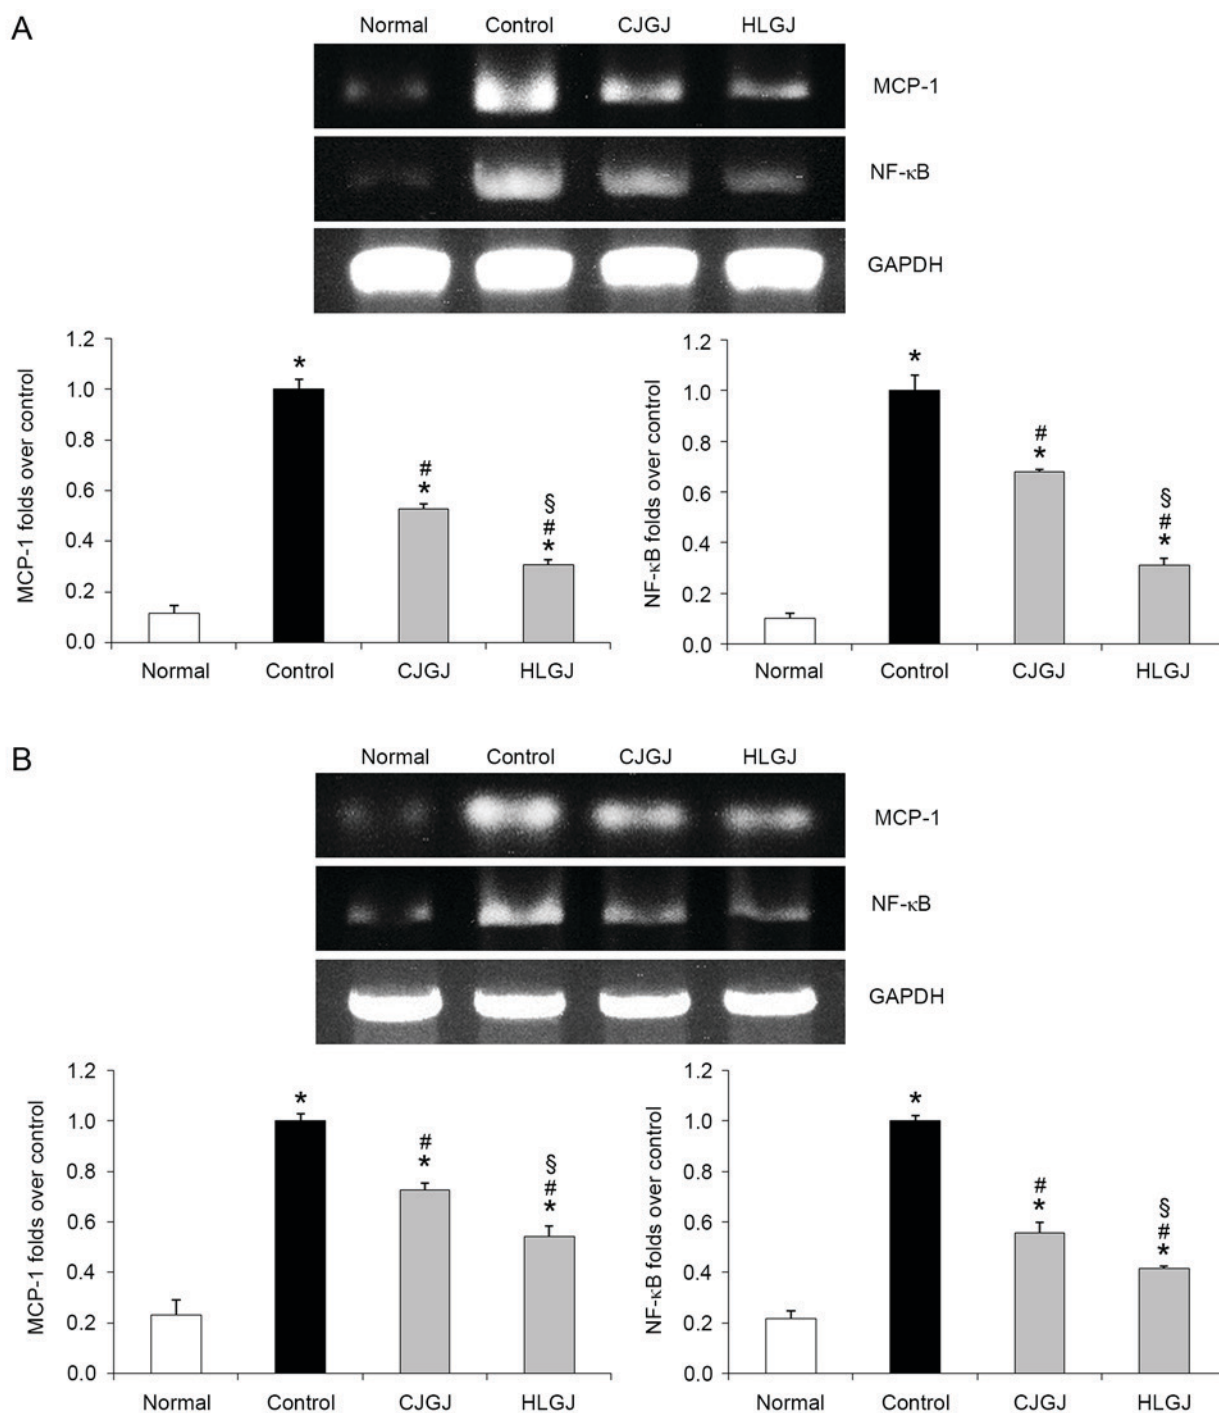 A
Normal Control CJGJ HLGJ
MCP-1
NF-κB
GAPDH
MCP-1 folds over control
1.2
1.0
0.8
0.6
0.4
0.2
0.0
*
#
*
§
#
*
Normal Control CJGJ HLGJ
NF-κB folds over control
1.2
1.0
0.8
0.6
0.4
0.2
0.0
*
#
*
§
#
*
Normal Control CJGJ HLGJ
B
Normal Control CJGJ HLGJ
MCP-1
NF-κB
GAPDH
MCP-1 folds over control
1.2
1.0
0.8
0.6
0.4
0.2
0.0
*
#
*
§
#
*
Normal Control CJGJ HLGJ
NF-κB folds over control
1.2
1.0
0.8
0.6
0.4
0.2
0.0
*
#
*
§
#
*
Normal Control CJGJ HLGJ